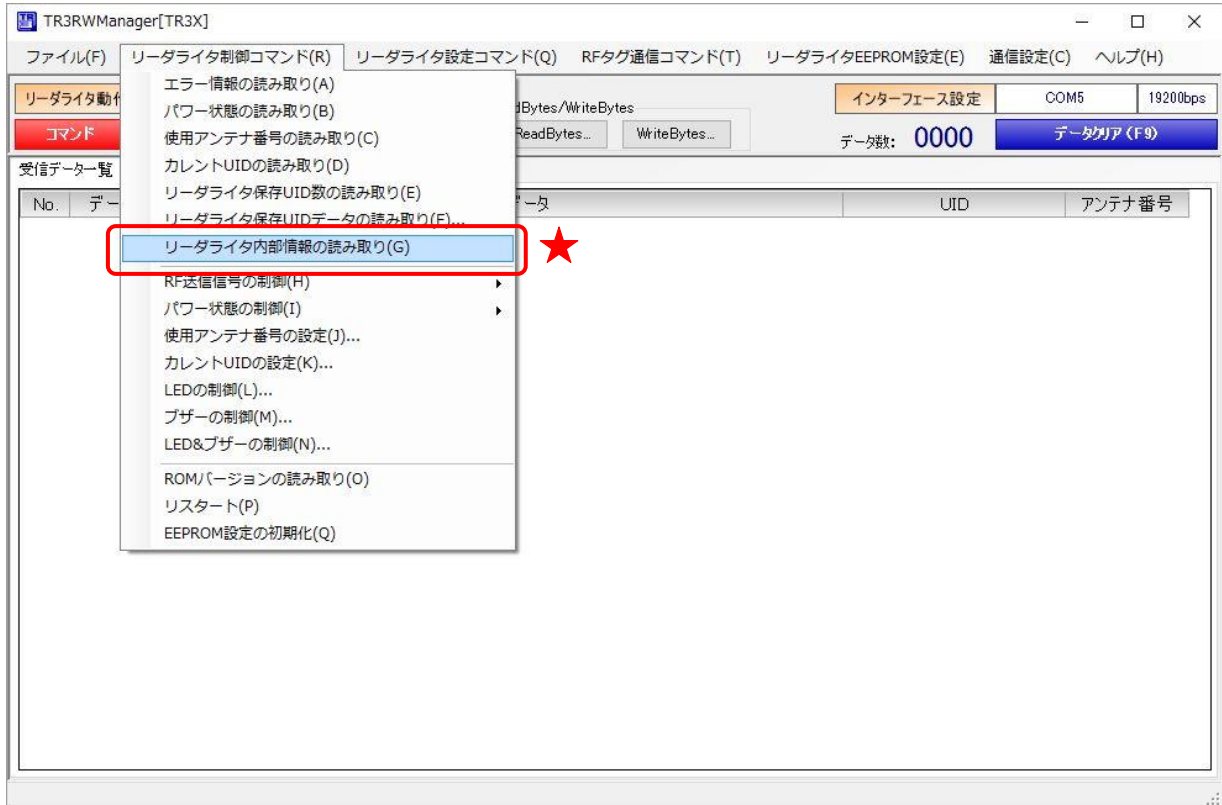 TR3RWManager[TR3X]
ファイル(F) リーダライタ制御コマンド(R) リーダライタ設定コマンド(Q) RFタグ通信コマンド(T) リーダライタEEPROM設定(E) 通信設定(C) ヘルプ(H)
エラー情報の読み取り(A)
リーダライタ動作 dBytes/WriteBytes インターフェース設定 COM5 19200bps
パワー状態の読み取り(B)
コマンド 使用アンテナ番号の読み取り(C) ReadBytes... WriteBytes... データ数: 0000 データクリア(F9)
受信データ一覧 カレントUIDの読み取り(D)
リーダライタ保存UID数の読み取り(E)
No. デー データ UID アンテナ番号
リーダライタ保存UIDデータの読み取り(F)...
リーダライタ内部情報の読み取り(G)
RF送信信号の制御(H)
パワー状態の制御(I)
使用アンテナ番号の設定(J)...
カレントUIDの設定(K)...
LEDの制御(L)...
ブザーの制御(M)...
LED&ブザーの制御(N)...
ROMバージョンの読み取り(O)
リスタート(P)
EEPROM設定の初期化(Q)